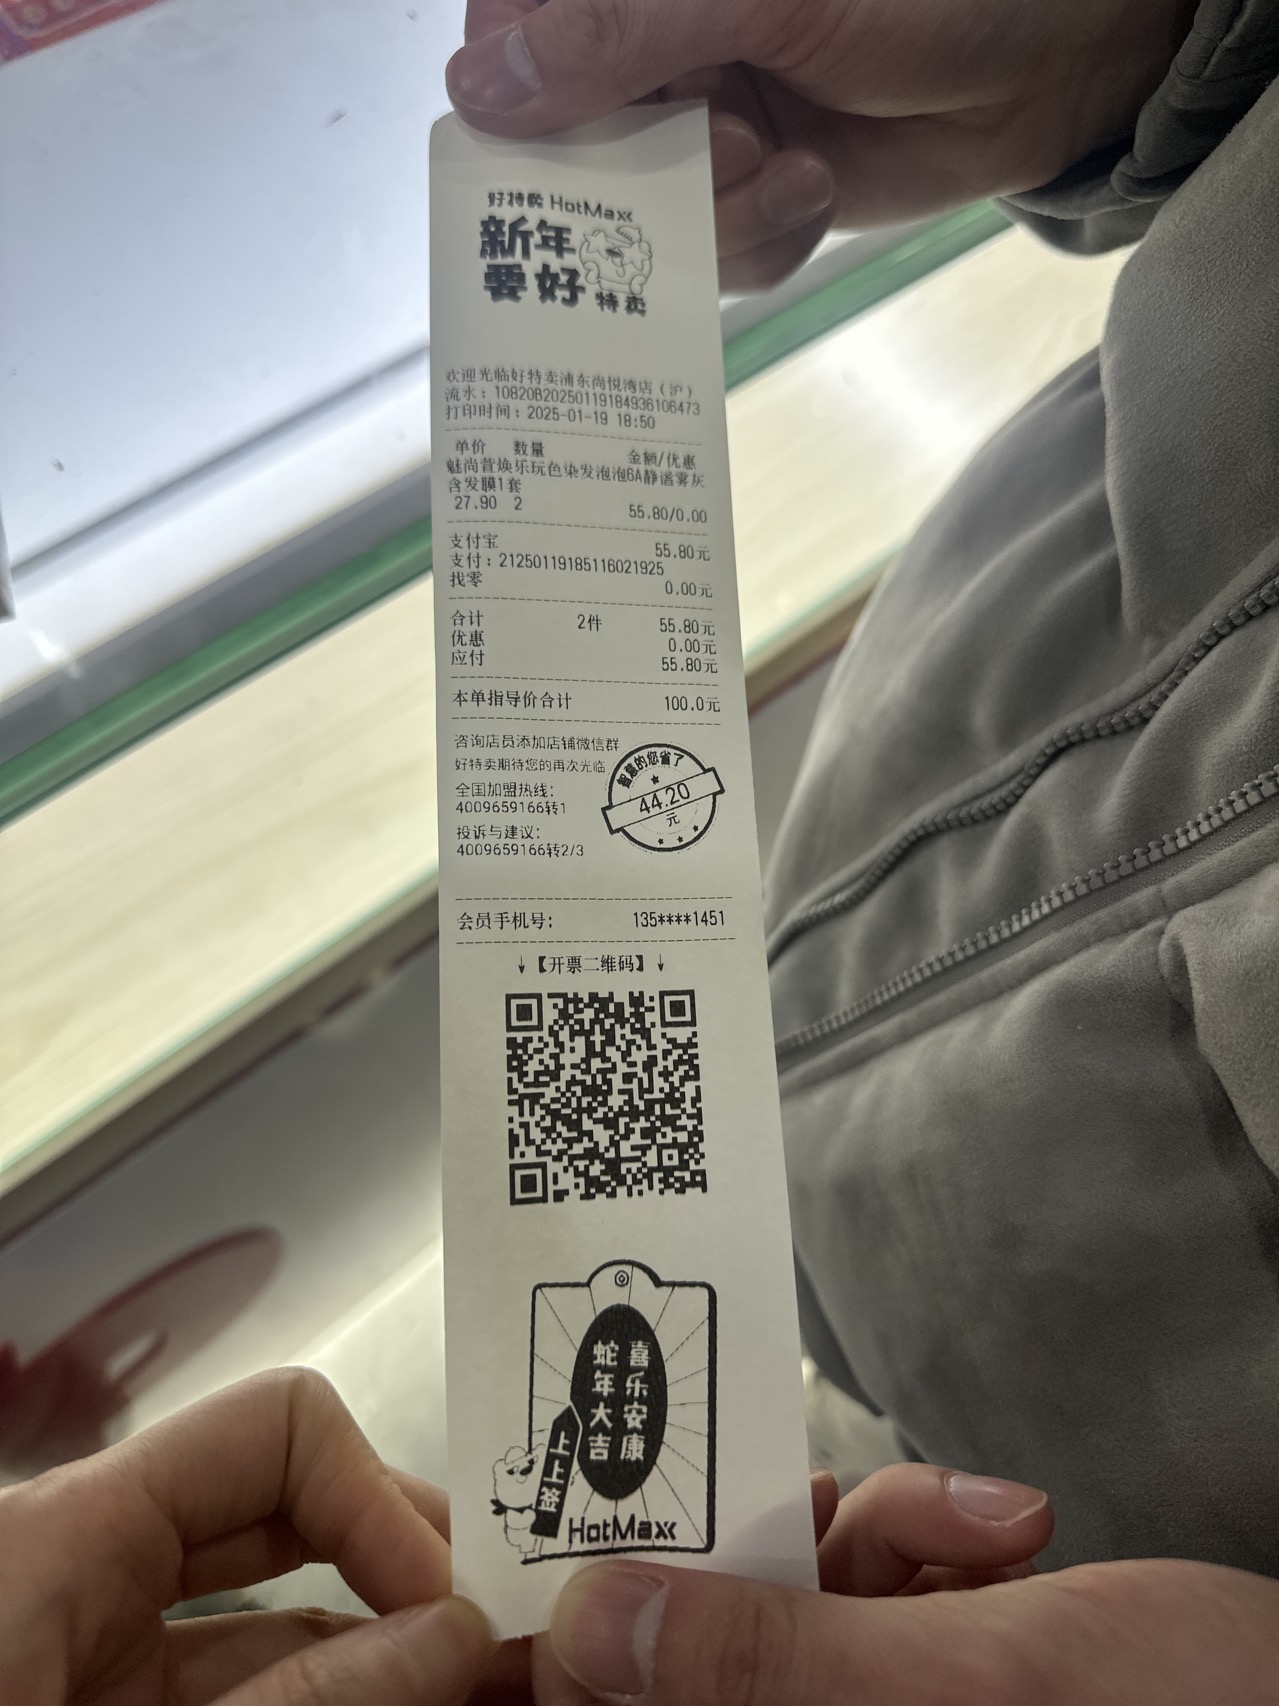 好特卖 HotMaxx
新年
要好特卖
欢迎光临好特卖浦东尚悦湾店（沪）
流水：10820B20250119184936106473
打印时间：2025-01-19 18:50
单价 数量 金额/优惠
魅尚萱焕乐玩色染发泡泡6A静谧雾灰
含发膜1套
27.90 2 55.80/0.00
支付宝 55.80元
支付：21250119185116021925
找零 0.00元
合计 2件 55.80元
优惠 0.00元
应付 55.80元
本单指导价合计 100.0元
咨询店员添加店铺微信群
好特卖期待您的再次光临
智慧的您省了
44.20
元
全国加盟热线：
4009659166转1
投诉与建议：
4009659166转2/3
会员手机号： 135****1451
↓【开票二维码】↓
喜乐安康
蛇年大吉
上上签
HotMaxx